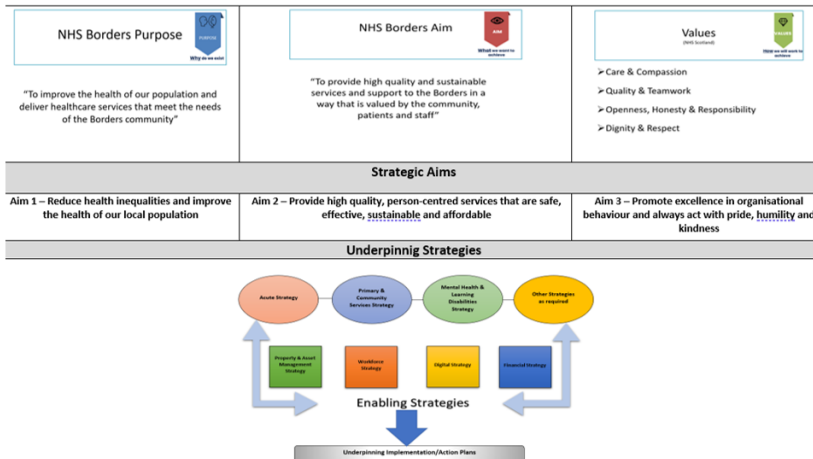 NHS Borders Purpose
PURPOSE
Why do we exist
NHS Borders Aim
AIM
What we want to
achieve
Values
(NHS Scotland)
VALUES
How we will want to
achieve
"To improve the health of our population and
deliver healthcare services that meet the needs
of the Borders community"
"To provide high quality and sustainable
services and support to the Borders in a
way that is valued by the community,
patients and staff"
➢Care & Compassion
➢Quality & Teamwork
➢Openness, Honesty & Responsibility
➢Dignity & Respect
Strategic Aims
Aim 1 – Reduce health inequalities and improve
the health of our local population
Aim 2 – Provide high quality, person-centred services that are safe,
effective, sustainable and affordable
Aim 3 – Promote excellence in organisational
behaviour and always act with pride, humility and
kindness
Underpinnig Strategies
Acute Strategy
Primary &
Community
Services Strategy
Mental Health &
Learning
Disabilities
Strategy
Other Strategies
as required
Property & Asset
Management
Strategy
Workforce
Strategy
Digital Strategy
Financial Strategy
Enabling Strategies
Underpinning Implementation/Action Plans